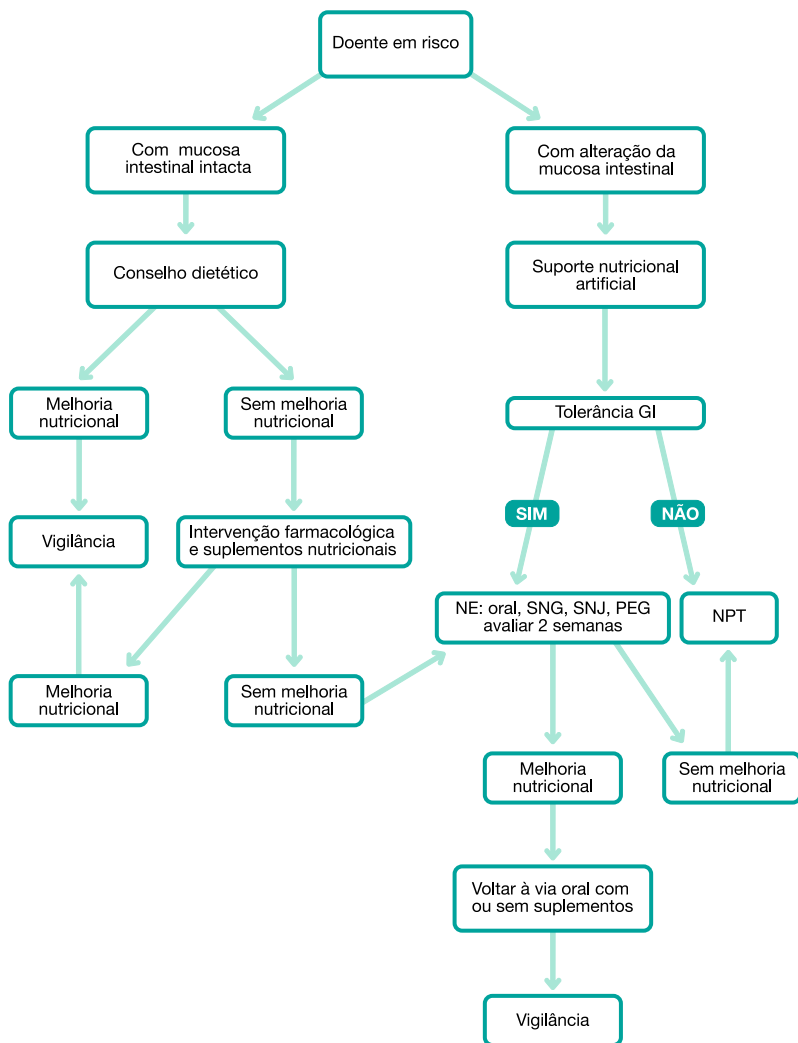 Doente em risco
Com mucosa
intestinal intacta
Com alteração da
mucosa intestinal
Conselho dietético
Suporte nutricional
artificial
Melhoria
nutricional
Sem melhoria
nutricional
Tolerância GI
SIM
NÃO
Vigilância
Intervenção farmacológica
e suplementos nutricionais
NE: oral, SNG, SNJ, PEG
avaliar 2 semanas
NPT
Melhoria
nutricional
Sem melhoria
nutricional
Melhoria
nutricional
Sem melhoria
nutricional
Voltar à via oral com
ou sem suplementos
Vigilância